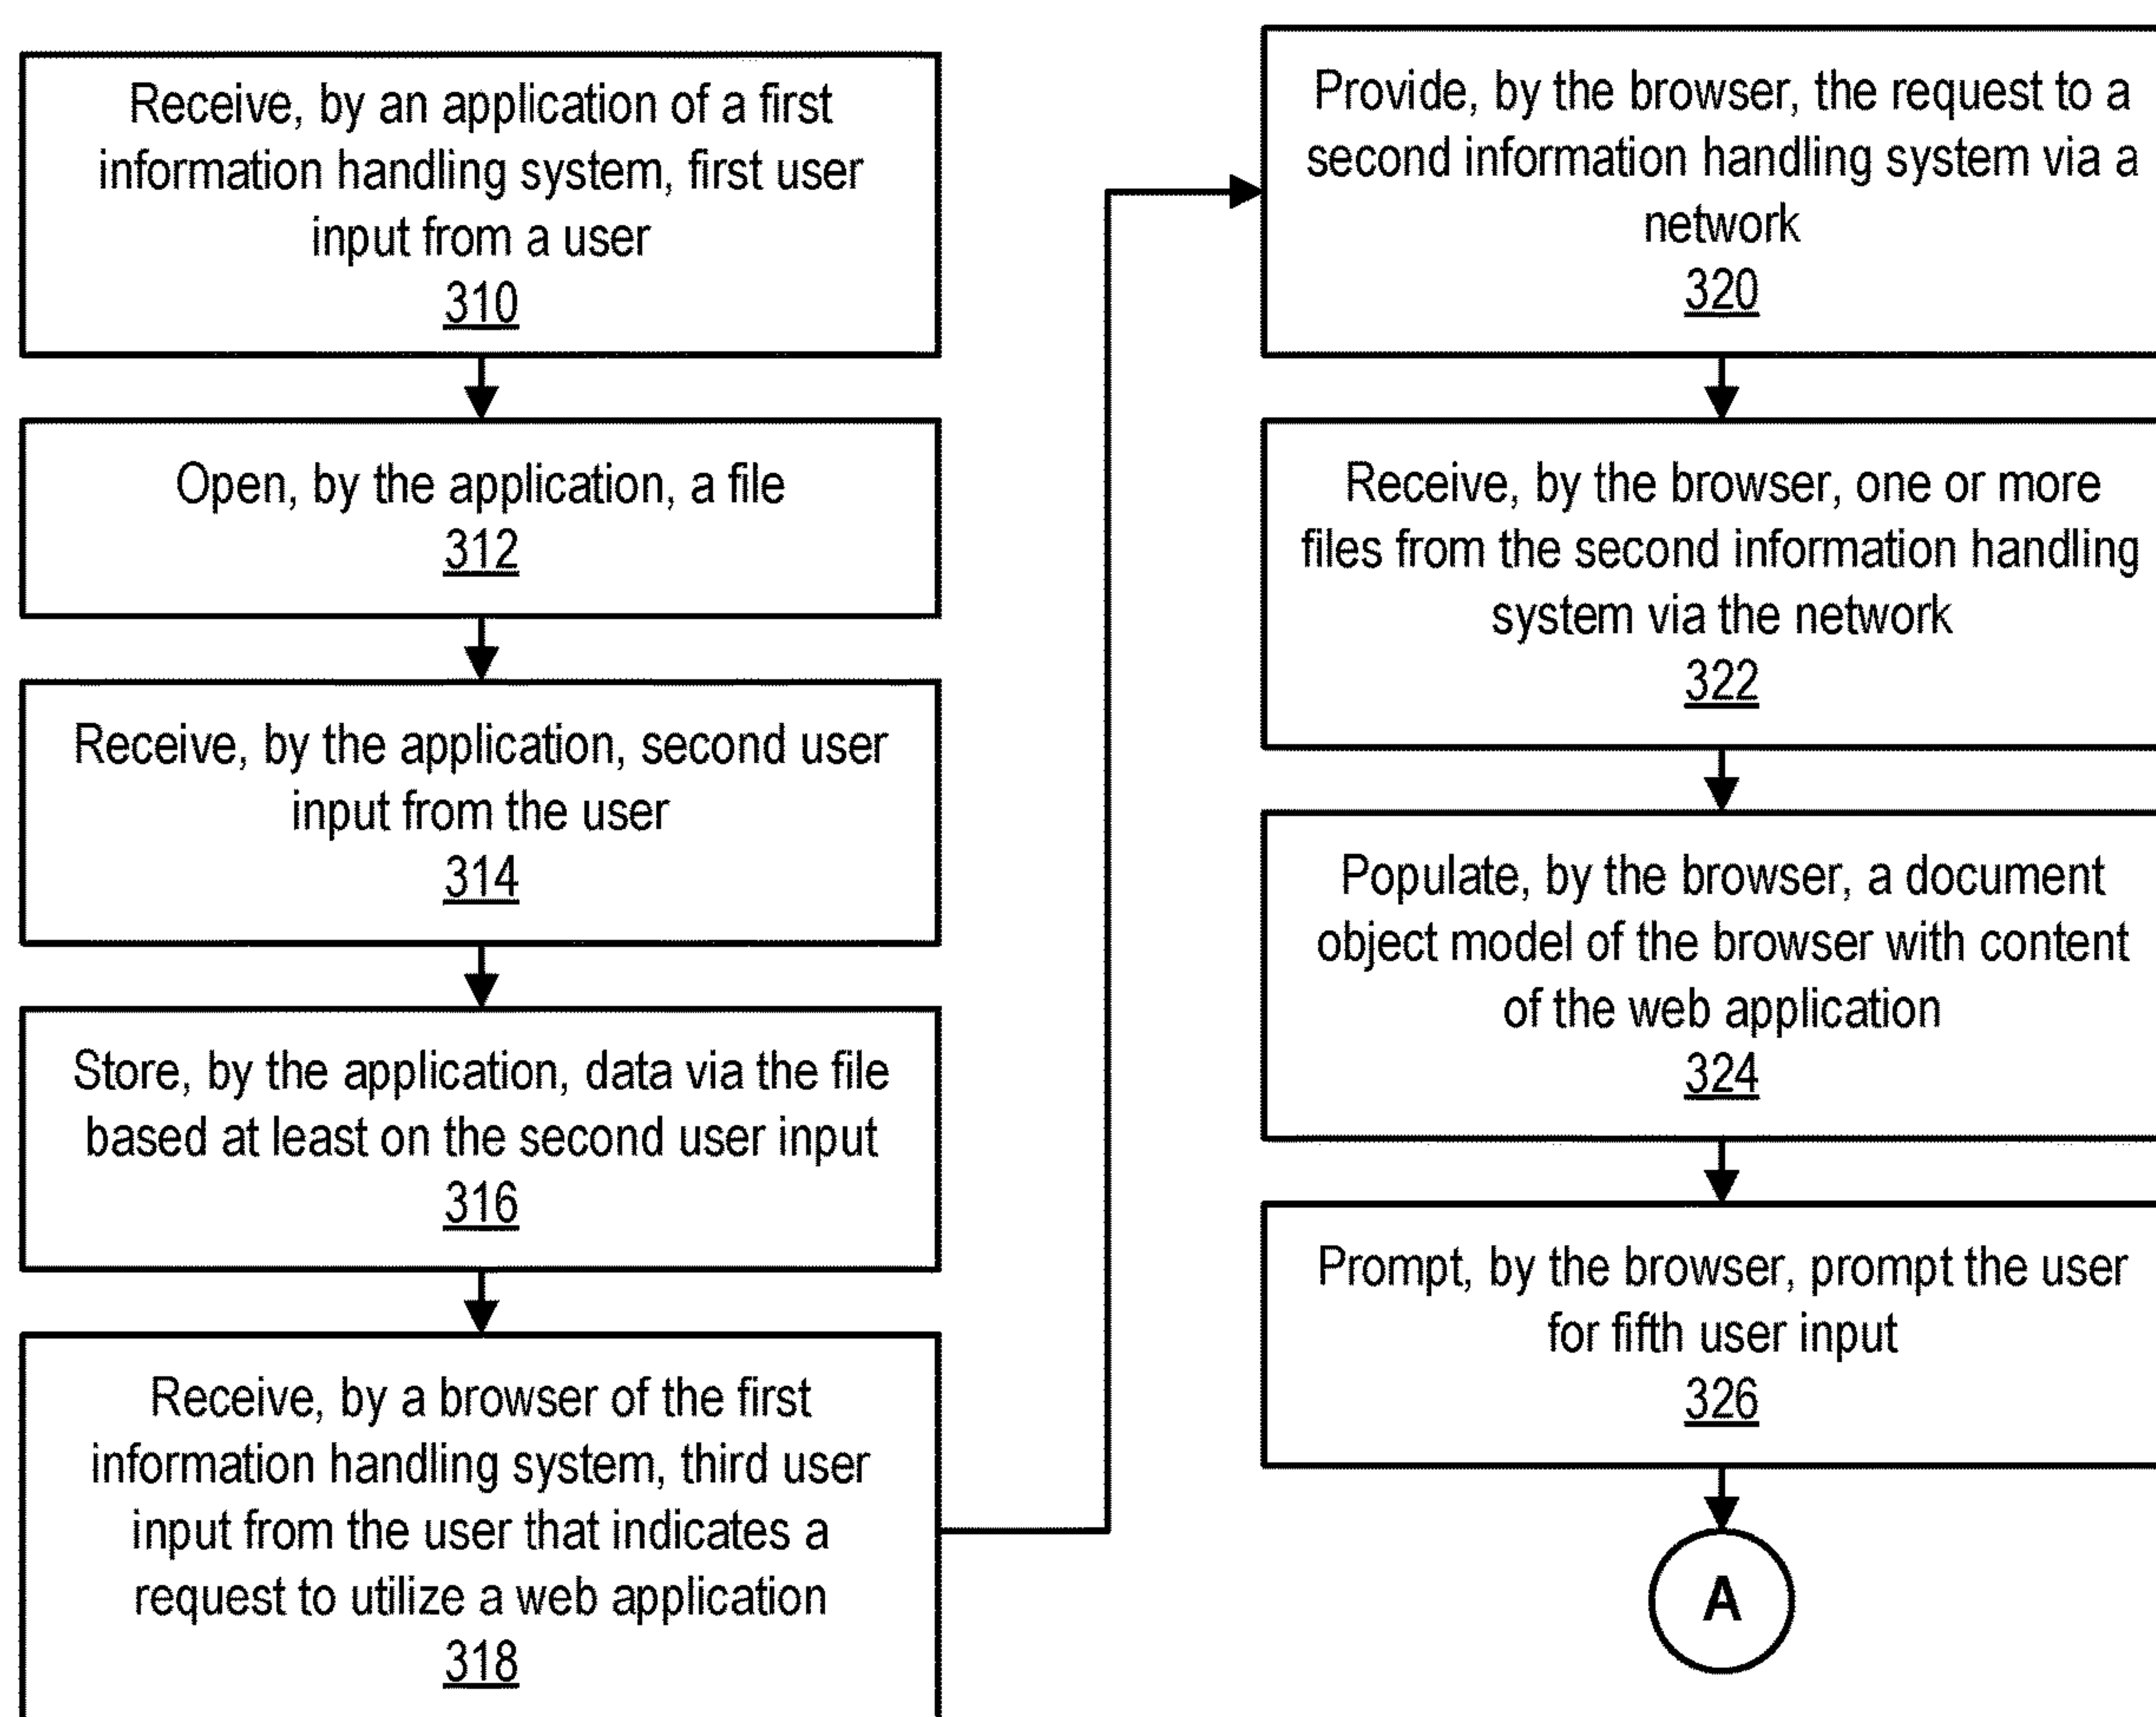 Receive, by an application of a first
information handling system, first user
input from a user
310
Open, by the application, a file
312
Receive, by the application, second user
input from the user
314
Store, by the application, data via the file
based at least on the second user input
316
Receive, by a browser of the first
information handling system, third user
input from the user that indicates a
request to utilize a web application
318
Provide, by the browser, the request to a
second information handling system via a
network
320
Receive, by the browser, one or more
files from the second information handling
system via the network
322
Populate, by the browser, a document
object model of the browser with content
of the web application
324
Prompt, by the browser, prompt the user
for fifth user input
326
A